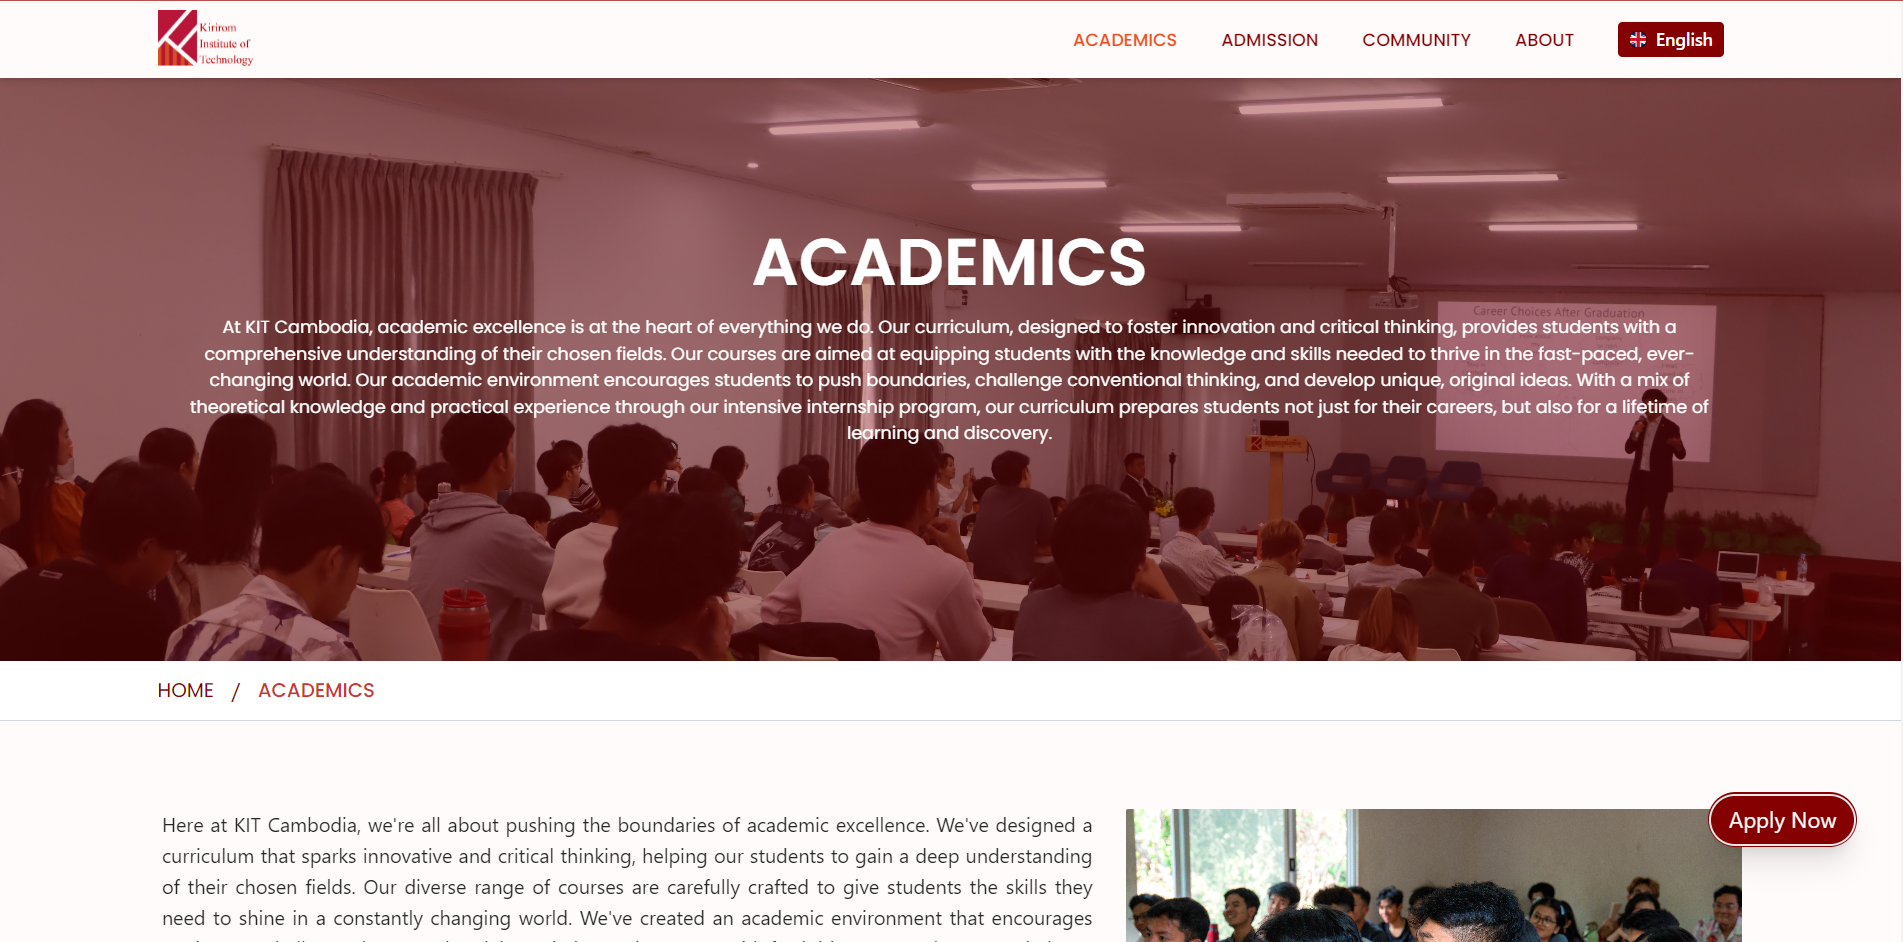 Kirirom
Institute of
Technology
ACADEMICS
ADMISSION
COMMUNITY
ABOUT
English
ACADEMICS
At KIT Cambodia, academic excellence is at the heart of everything we do. Our curriculum, designed to foster innovation and critical thinking, provides students with a
comprehensive understanding of their chosen fields. Our courses are aimed at equipping students with the knowledge and skills needed to thrive in the fast-paced, ever-
changing world. Our academic environment encourages students to push boundaries, challenge conventional thinking, and develop unique, original ideas. With a mix of
theoretical knowledge and practical experience through our intensive internship program, our curriculum prepares students not just for their careers, but also for a lifetime of
learning and discovery.
Career Choices After Graduation
HOME / ACADEMICS
Here at KIT Cambodia, we're all about pushing the boundaries of academic excellence. We've designed a
curriculum that sparks innovative and critical thinking, helping our students to gain a deep understanding
of their chosen fields. Our diverse range of courses are carefully crafted to give students the skills they
need to shine in a constantly changing world. We've created an academic environment that encourages
Apply Now